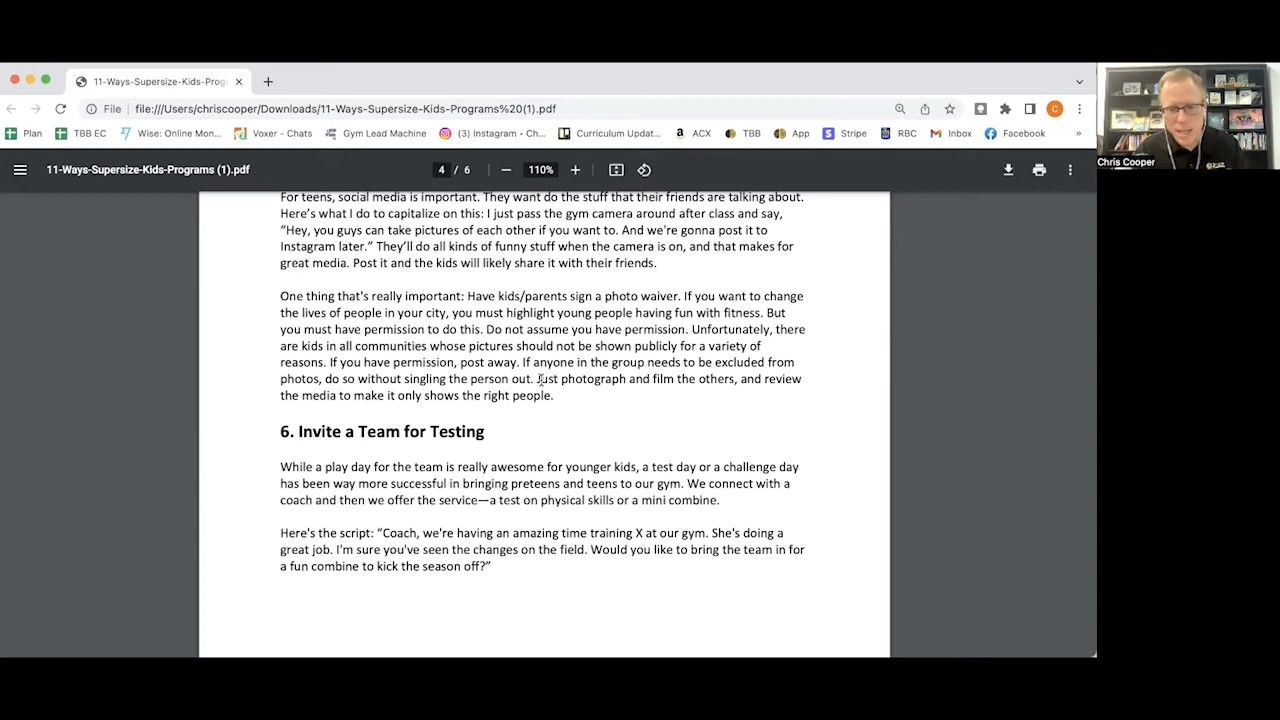 11-Ways-Supersize-Kids-Prog
File file:///Users/chriscooper/Downloads/11-Ways-Supersize-Kids-Programs%20(1).pdf
C
Plan TBB EC Wise: Online Mon... Voxer - Chats Gym Lead Machine (3) Instagram • Ch... Curriculum Updat... ACX TBB App Stripe RBC Inbox Facebook »
Chris Cooper
11-Ways-Supersize-Kids-Programs (1).pdf 4 / 6 110%
For teens, social media is important. They want do the stuff that their friends are talking about.
Here's what I do to capitalize on this: I just pass the gym camera around after class and say,
“Hey, you guys can take pictures of each other if you want to. And we're gonna post it to
Instagram later.” They'll do all kinds of funny stuff when the camera is on, and that makes for
great media. Post it and the kids will likely share it with their friends.
One thing that's really important: Have kids/parents sign a photo waiver. If you want to change
the lives of people in your city, you must highlight young people having fun with fitness. But
you must have permission to do this. Do not assume you have permission. Unfortunately, there
are kids in all communities whose pictures should not be shown publicly for a variety of
reasons. If you have permission, post away. If anyone in the group needs to be excluded from
photos, do so without singling the person out. Just photograph and film the others, and review
the media to make it only shows the right people.
6. Invite a Team for Testing
While a play day for the team is really awesome for younger kids, a test day or a challenge day
has been way more successful in bringing preteens and teens to our gym. We connect with a
coach and then we offer the service—a test on physical skills or a mini combine.
Here's the script: “Coach, we're having an amazing time training X at our gym. She's doing a
great job. I'm sure you've seen the changes on the field. Would you like to bring the team in for
a fun combine to kick the season off?”